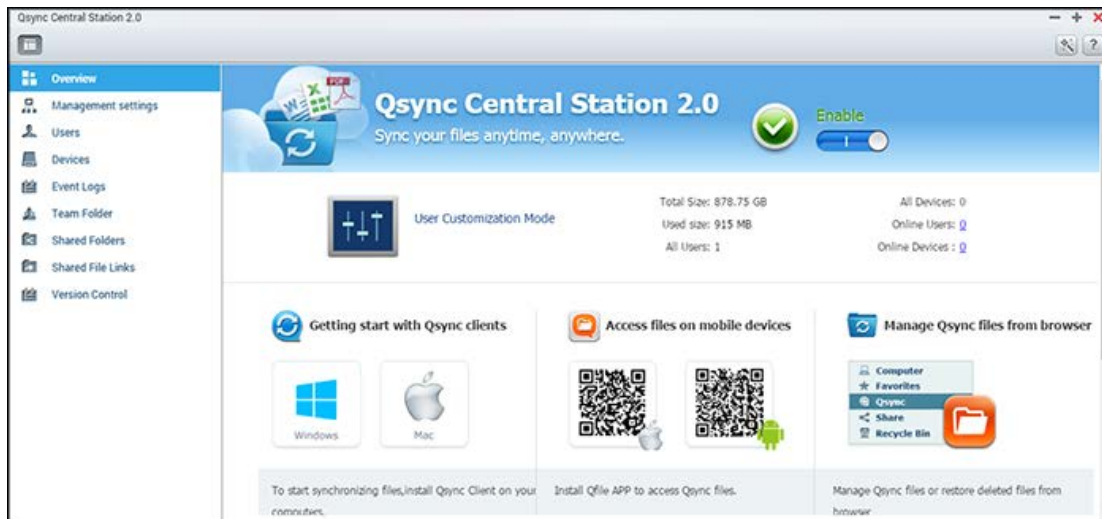 Qsync Central Station 2.0
?
Overview
Management settings
Users
Devices
Event Logs
Team Folder
Shared Folders
Shared File Links
Version Control
PDF
W
X
Qsync Central Station 2.0
Sync your files anytime, anywhere.
Enable
User Customization Mode
Total Size: 878.75 GB
Used size: 915 MB
All Users: 1
All Devices: 0
Online Users: 0
Online Devices : 0
Getting start with Qsync clients
Windows
Mac
To start synchronizing files,install Qsync Client on your
computers.
Access files on mobile devices
Install Qfile APP to access Qsync files.
Manage Qsync files from browser
Computer
Favorites
Qsync
Share
Recycle Bin
Manage Qsync files or restore deleted files from
browser